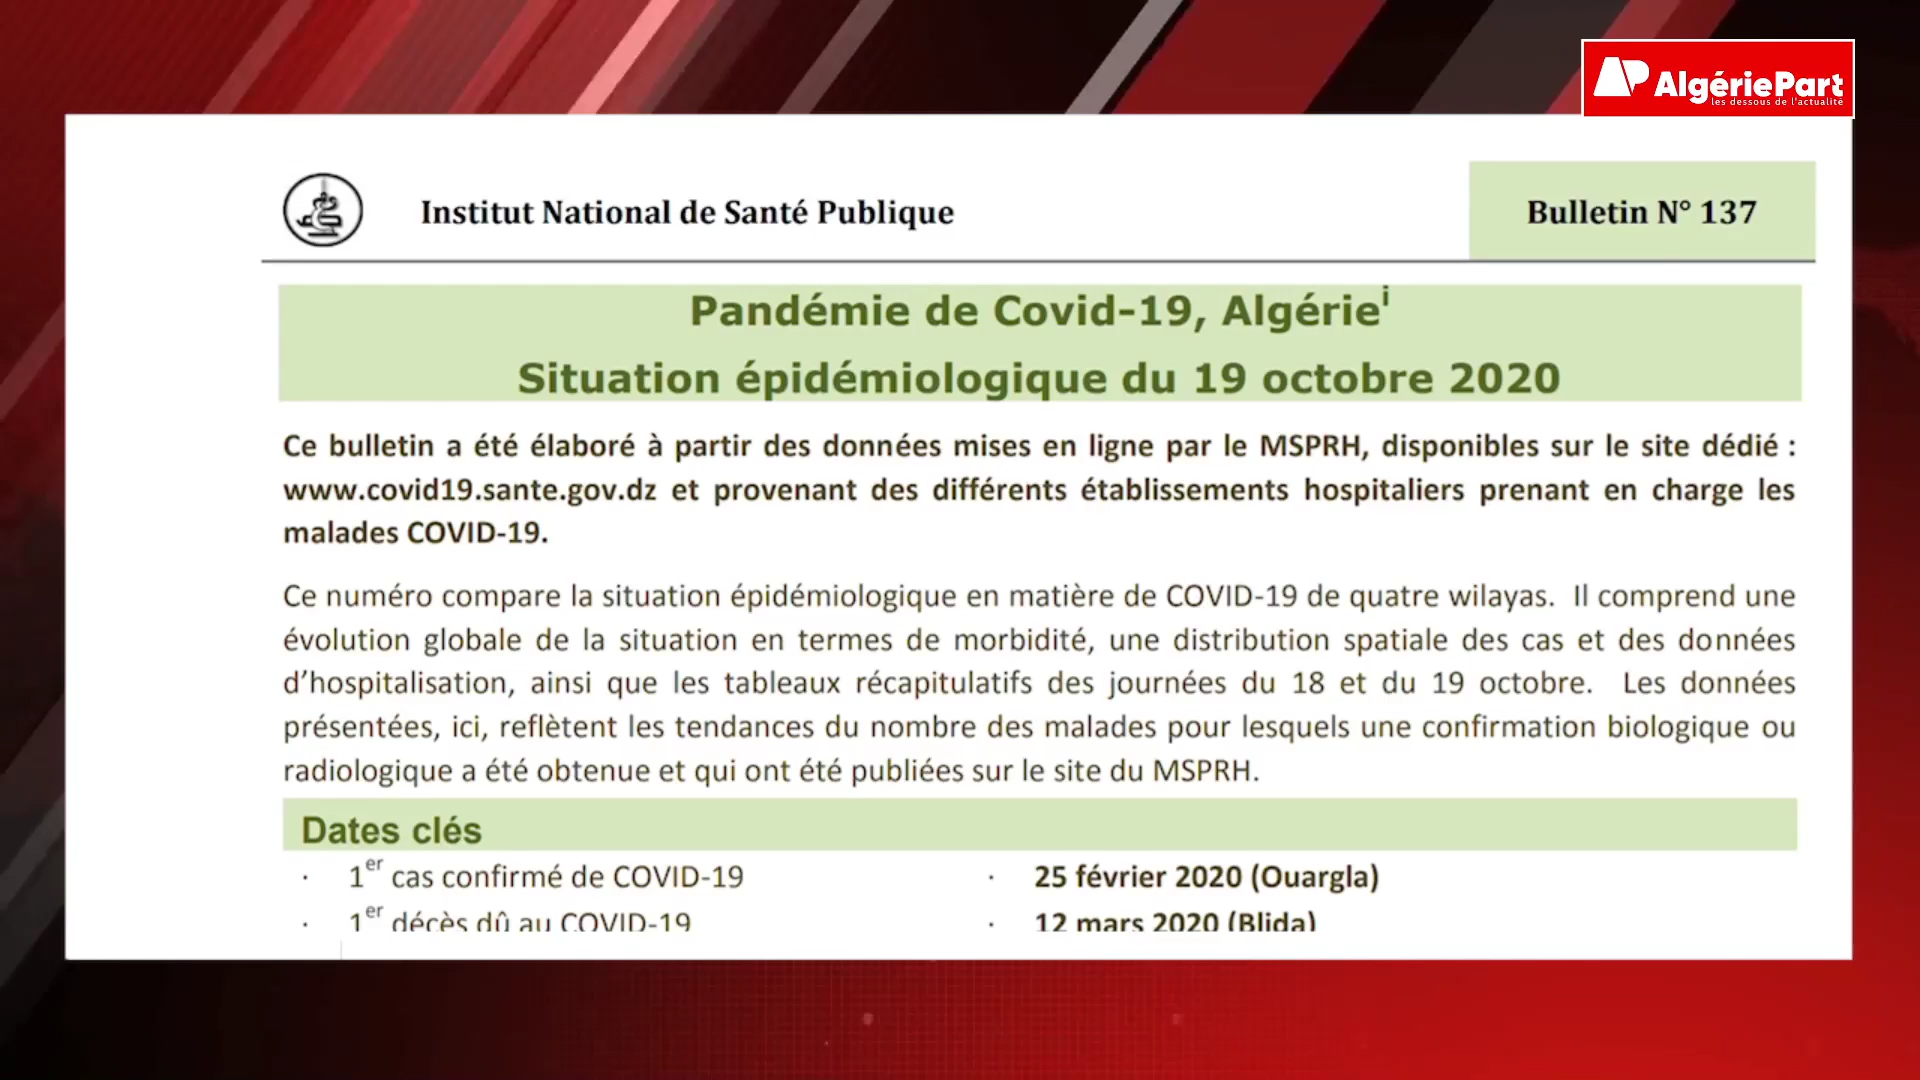 AP AlgériePart
les dessous de l'actualité
Institut National de Santé Publique
Bulletin N° 137
Pandémie de Covid-19, Algérieⁱ
Situation épidémiologique du 19 octobre 2020
Ce bulletin a été élaboré à partir des données mises en ligne par le MSPRH, disponibles sur le site dédié :
www.covid19.sante.gov.dz et provenant des différents établissements hospitaliers prenant en charge les
malades COVID-19.
Ce numéro compare la situation épidémiologique en matière de COVID-19 de quatre wilayas. Il comprend une
évolution globale de la situation en termes de morbidité, une distribution spatiale des cas et des données
d’hospitalisation, ainsi que les tableaux récapitulatifs des journées du 18 et du 19 octobre. Les données
présentées, ici, reflètent les tendances du nombre des malades pour lesquels une confirmation biologique ou
radiologique a été obtenue et qui ont été publiées sur le site du MSPRH.
Dates clés
· 1er cas confirmé de COVID-19 · 25 février 2020 (Ouargla)
· 1er décès dû au COVID-19 · 12 mars 2020 (Blida)